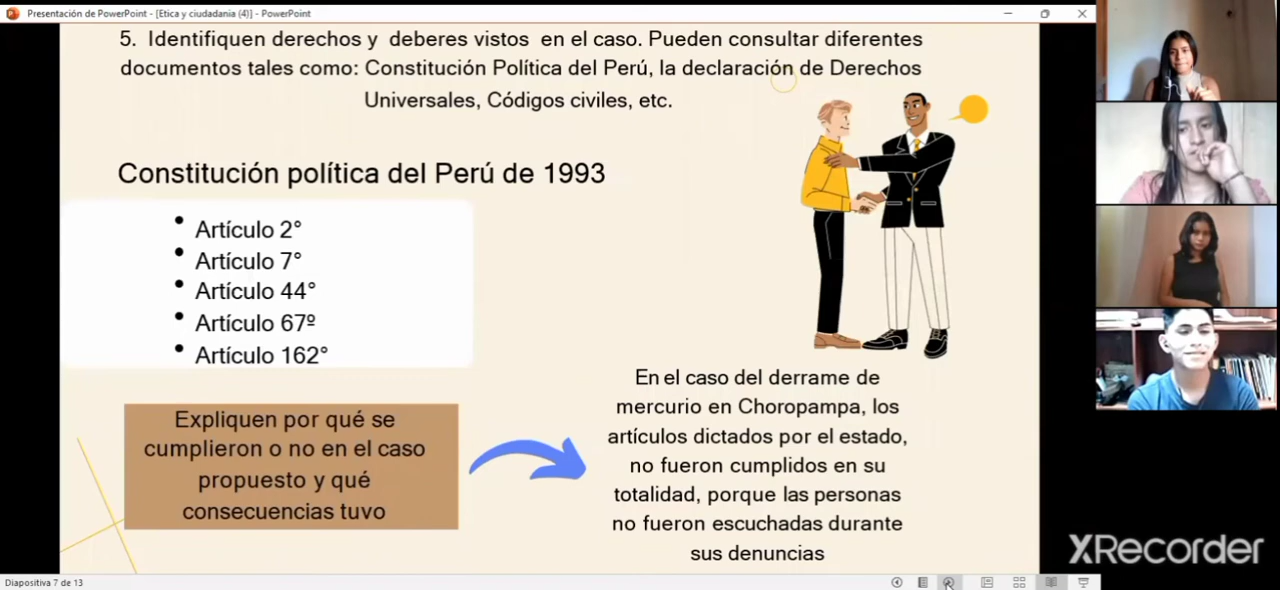 Presentación de PowerPoint - [Etica y ciudadania (4)] - PowerPoint
5. Identifiquen derechos y deberes vistos en el caso. Pueden consultar diferentes
documentos tales como: Constitución Política del Perú, la declaración de Derechos
Universales, Códigos civiles, etc.
Constitución política del Perú de 1993
• Artículo 2°
• Artículo 7°
• Artículo 44°
• Artículo 67º
• Artículo 162°
Expliquen por qué se
cumplieron o no en el caso
propuesto y qué
consecuencias tuvo
En el caso del derrame de
mercurio en Choropampa, los
artículos dictados por el estado,
no fueron cumplidos en su
totalidad, porque las personas
no fueron escuchadas durante
sus denuncias
XRecorder
Diapositiva 7 de 13